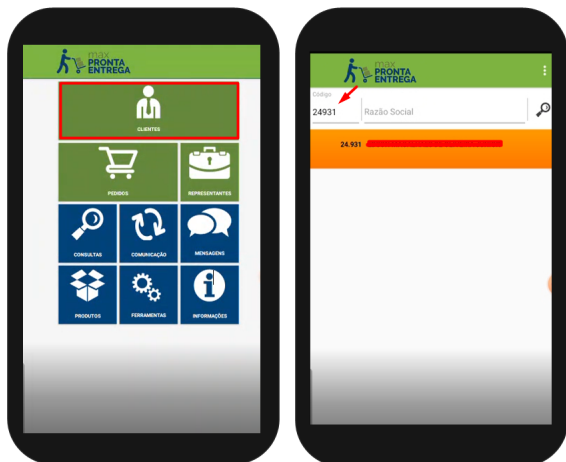 max
PRONTA
ENTREGA
CLIENTES
PEDIDOS
REPRESENTANTES
CONSULTAS
COMUNICAÇÃO
MENSAGENS
PRODUTOS
FERRAMENTAS
INFORMAÇÕES
max
PRONTA
ENTREGA
Código
24931
Razão Social
24.931